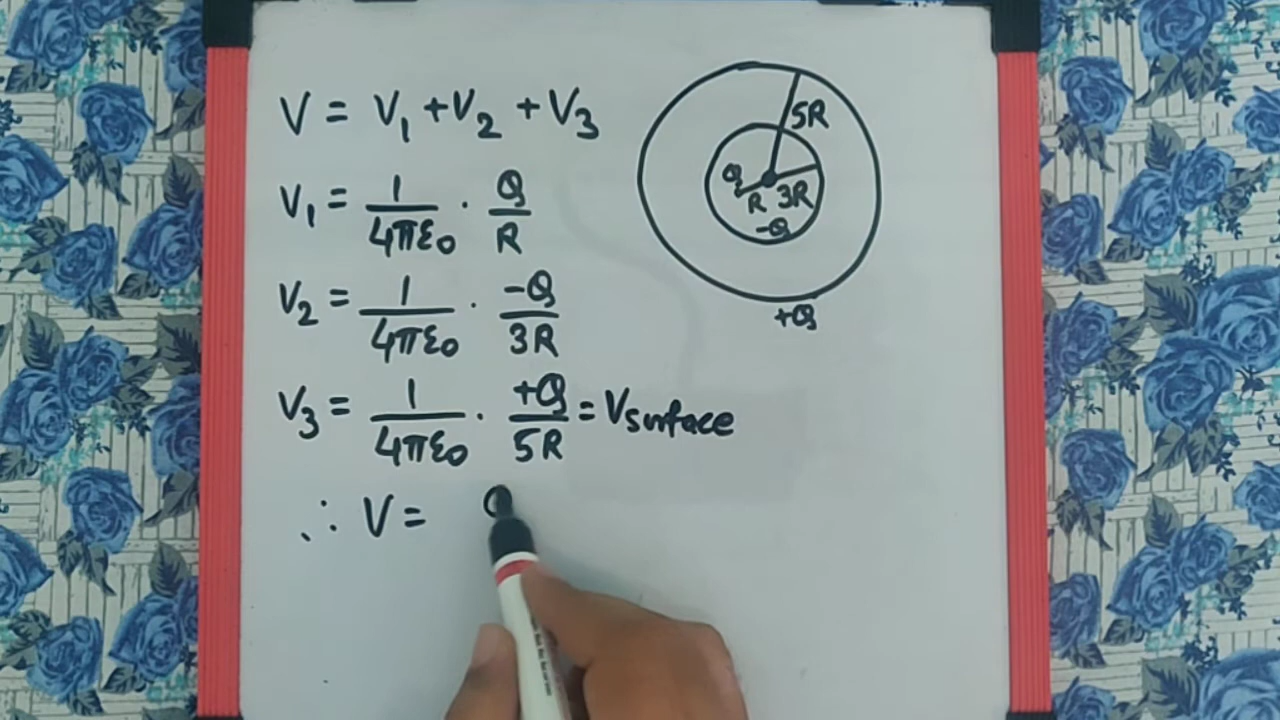 V = V₁ + V₂ + V₃
V₁ = 1/4πε₀ · Q/R
V₂ = 1/4πε₀ · -Q/3R
V₃ = 1/4πε₀ · +Q/5R = Vsurface
∴ V =
5R
Q
R 3R
-Q
+Q